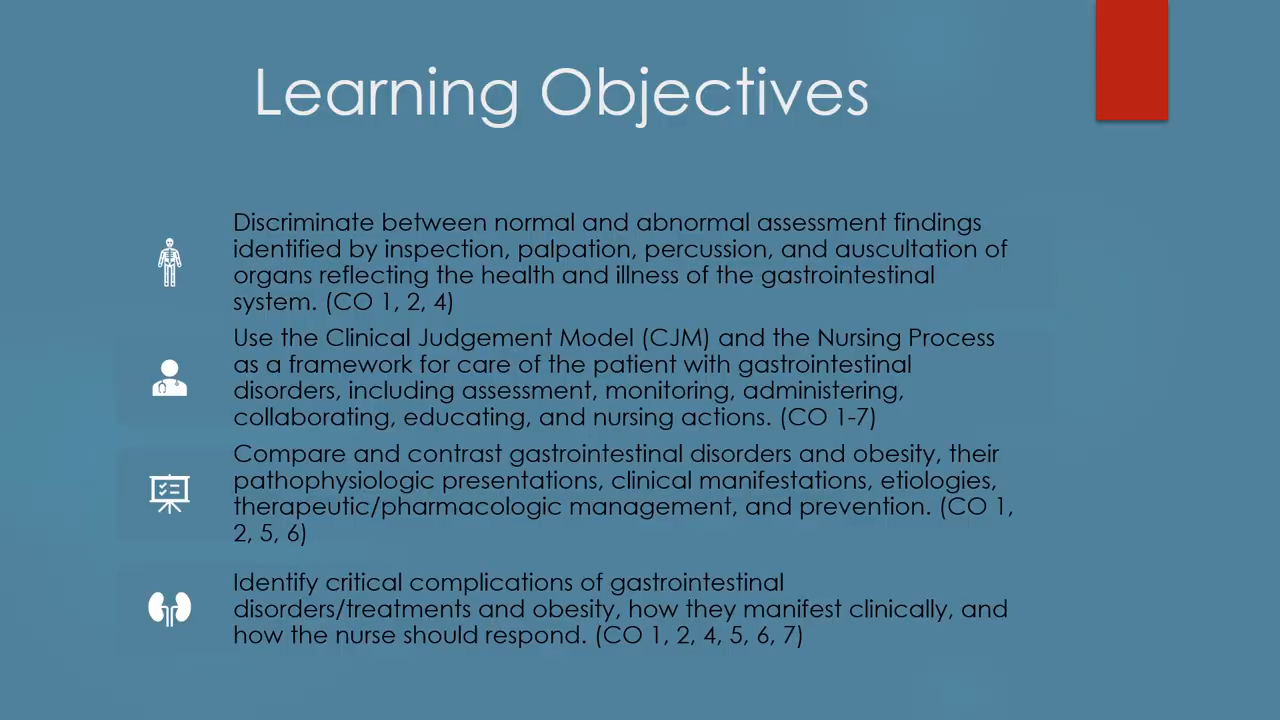 Learning Objectives
Discriminate between normal and abnormal assessment findings
identified by inspection, palpation, percussion, and auscultation of
organs reflecting the health and illness of the gastrointestinal
system. (CO 1, 2, 4)
Use the Clinical Judgement Model (CJM) and the Nursing Process
as a framework for care of the patient with gastrointestinal
disorders, including assessment, monitoring, administering,
collaborating, educating, and nursing actions. (CO 1-7)
Compare and contrast gastrointestinal disorders and obesity, their
pathophysiologic presentations, clinical manifestations, etiologies,
therapeutic/pharmacologic management, and prevention. (CO 1,
2, 5, 6)
Identify critical complications of gastrointestinal
disorders/treatments and obesity, how they manifest clinically, and
how the nurse should respond. (CO 1, 2, 4, 5, 6, 7)